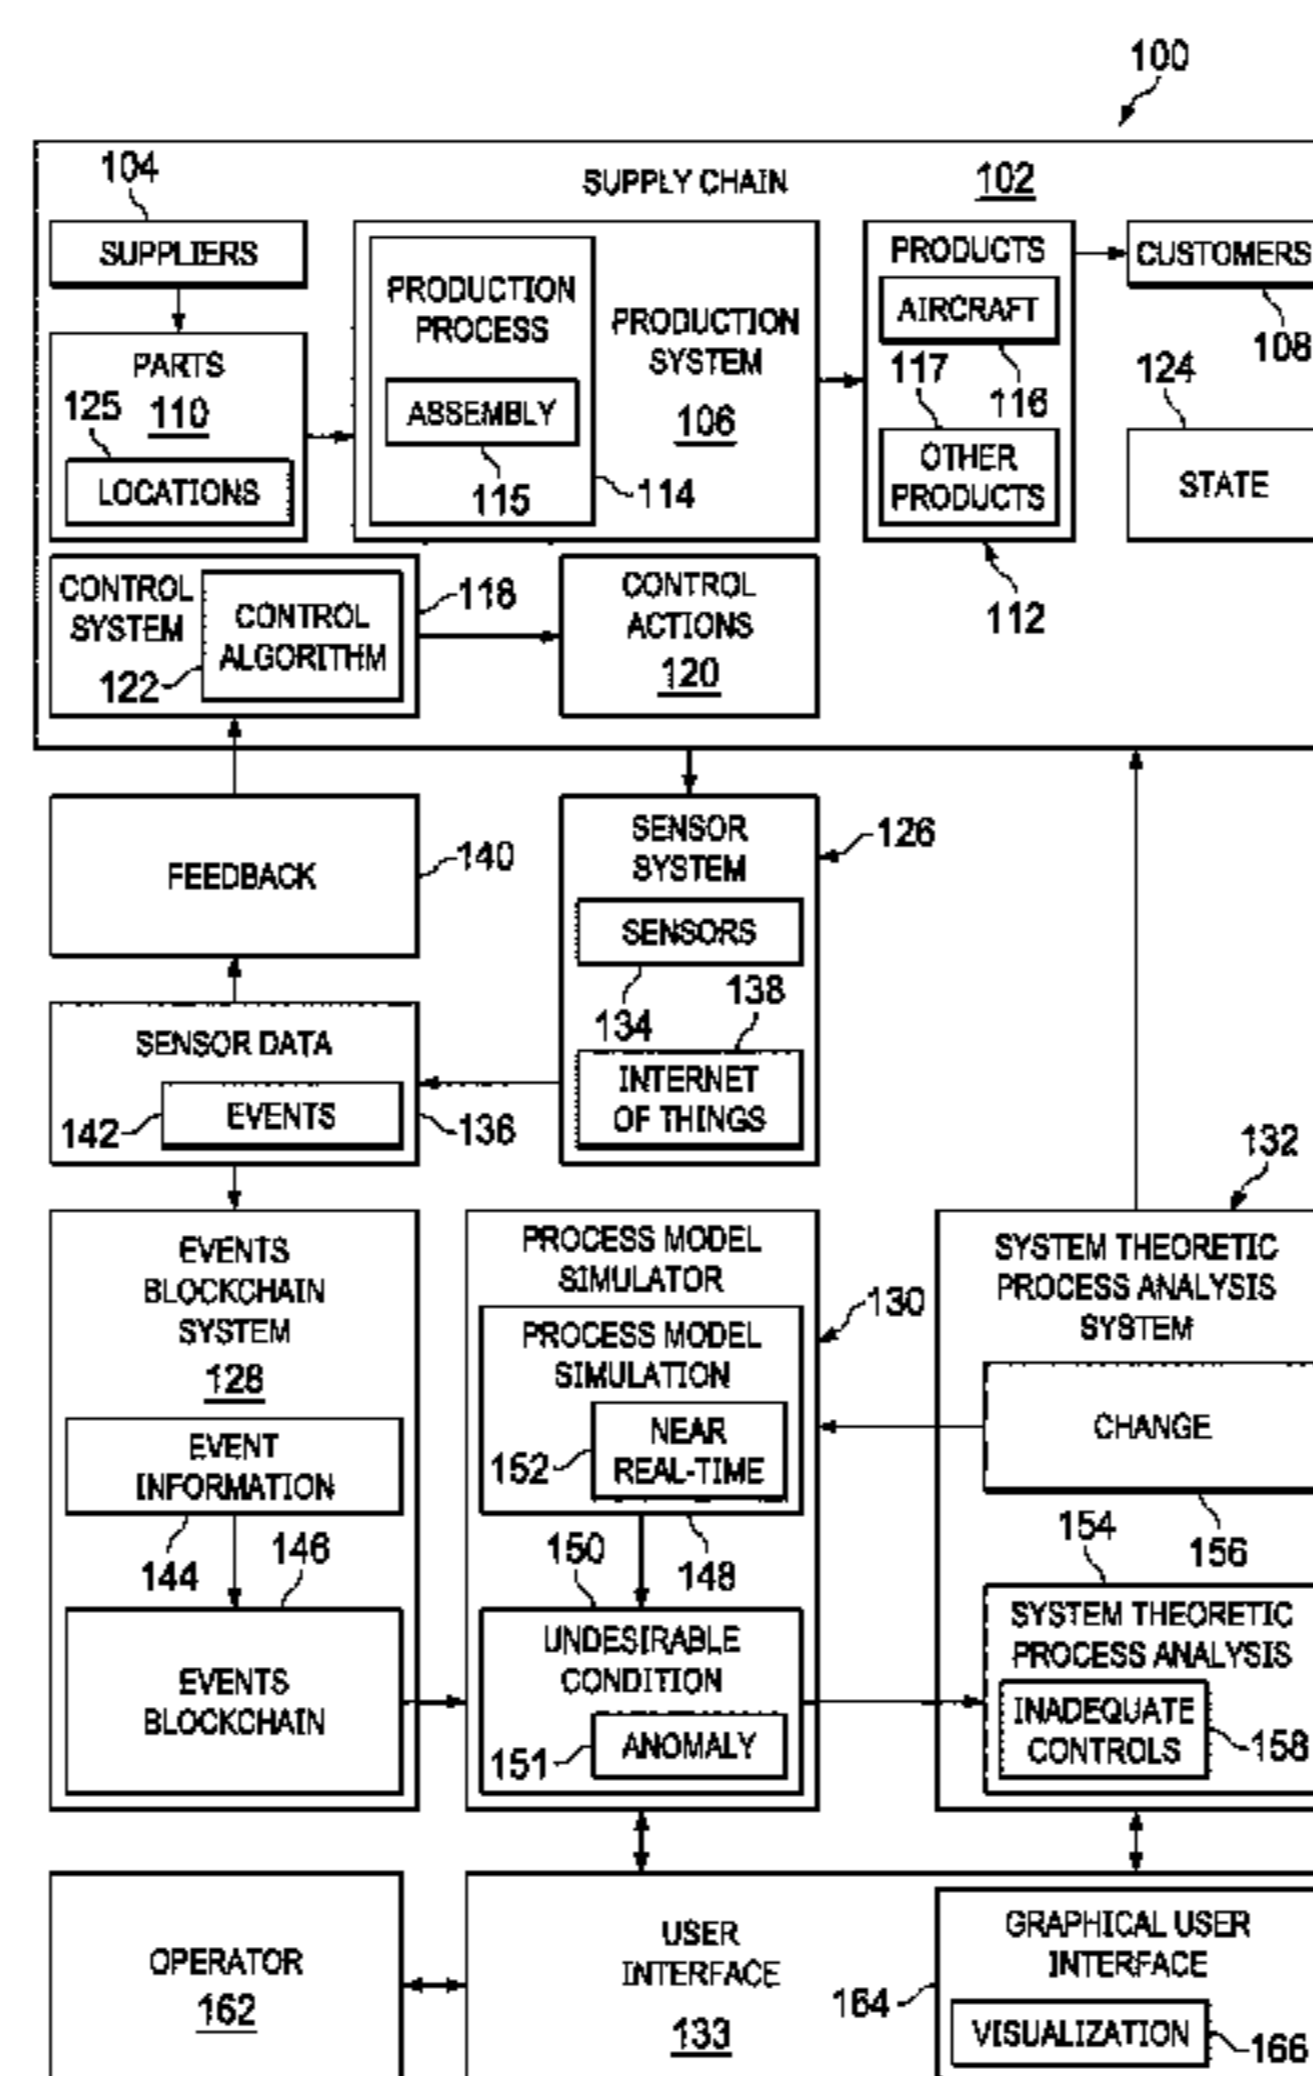 100
104
SUPPLY CHAIN 102
SUPPLIERS
PRODUCTION
PROCESS
ASSEMBLY
115
114
PRODUCTION
SYSTEM
106
PRODUCTS
AIRCRAFT
117
116
OTHER
PRODUCTS
112
CUSTOMERS
108
124
STATE
PARTS
125 110
LOCATIONS
CONTROL
SYSTEM
122
CONTROL
ALGORITHM
118
CONTROL
ACTIONS
120
FEEDBACK
140
SENSOR
SYSTEM
126
SENSORS
134
138
INTERNET
OF THINGS
SENSOR DATA
142
EVENTS
136
132
EVENTS
BLOCKCHAIN
SYSTEM
128
EVENT
INFORMATION
144
146
EVENTS
BLOCKCHAIN
PROCESS MODEL
SIMULATOR
130
PROCESS MODEL
SIMULATION
152
NEAR
REAL-TIME
150
148
UNDESIRABLE
CONDITION
151
ANOMALY
SYSTEM THEORETIC
PROCESS ANALYSIS
SYSTEM
CHANGE
154
156
SYSTEM THEORETIC
PROCESS ANALYSIS
INADEQUATE
CONTROLS
158
OPERATOR
162
USER
INTERFACE
133
164
GRAPHICAL USER
INTERFACE
VISUALIZATION
166